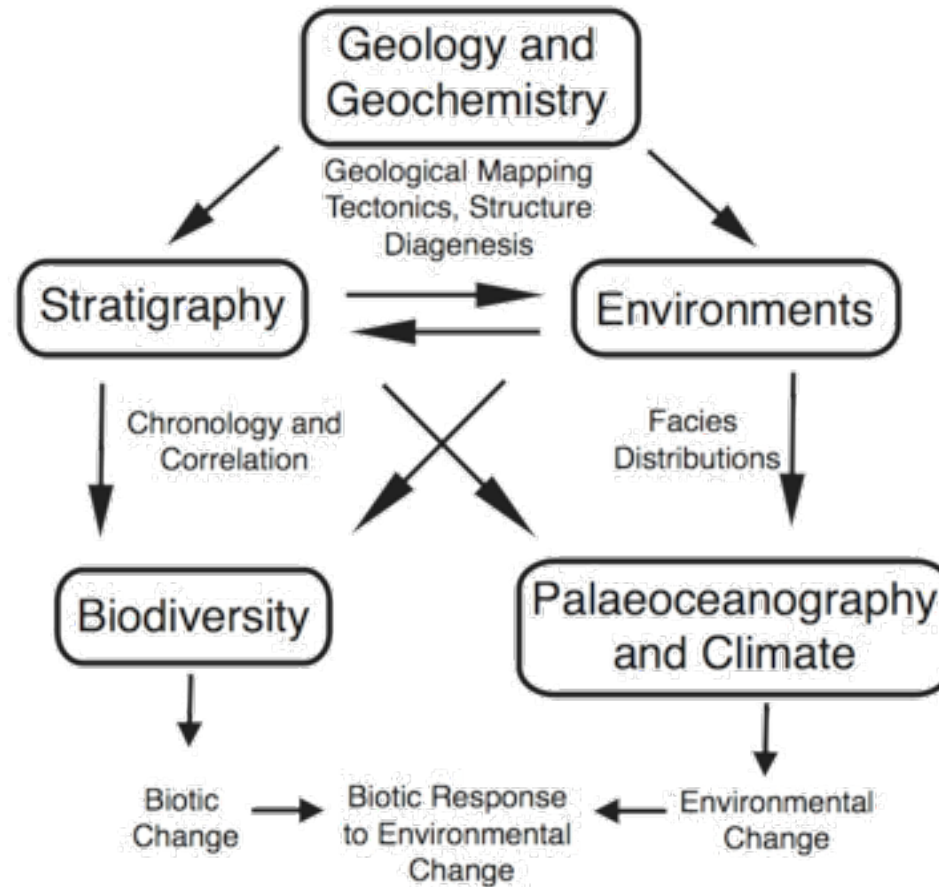 Geology and
Geochemistry
Geological Mapping
Tectonics, Structure
Diagenesis
Stratigraphy
Environments
Chronology and
Correlation
Facies
Distributions
Biodiversity
Palaeoceanography
and Climate
Biotic
Change
Biotic Response
to Environmental
Change
Environmental
Change